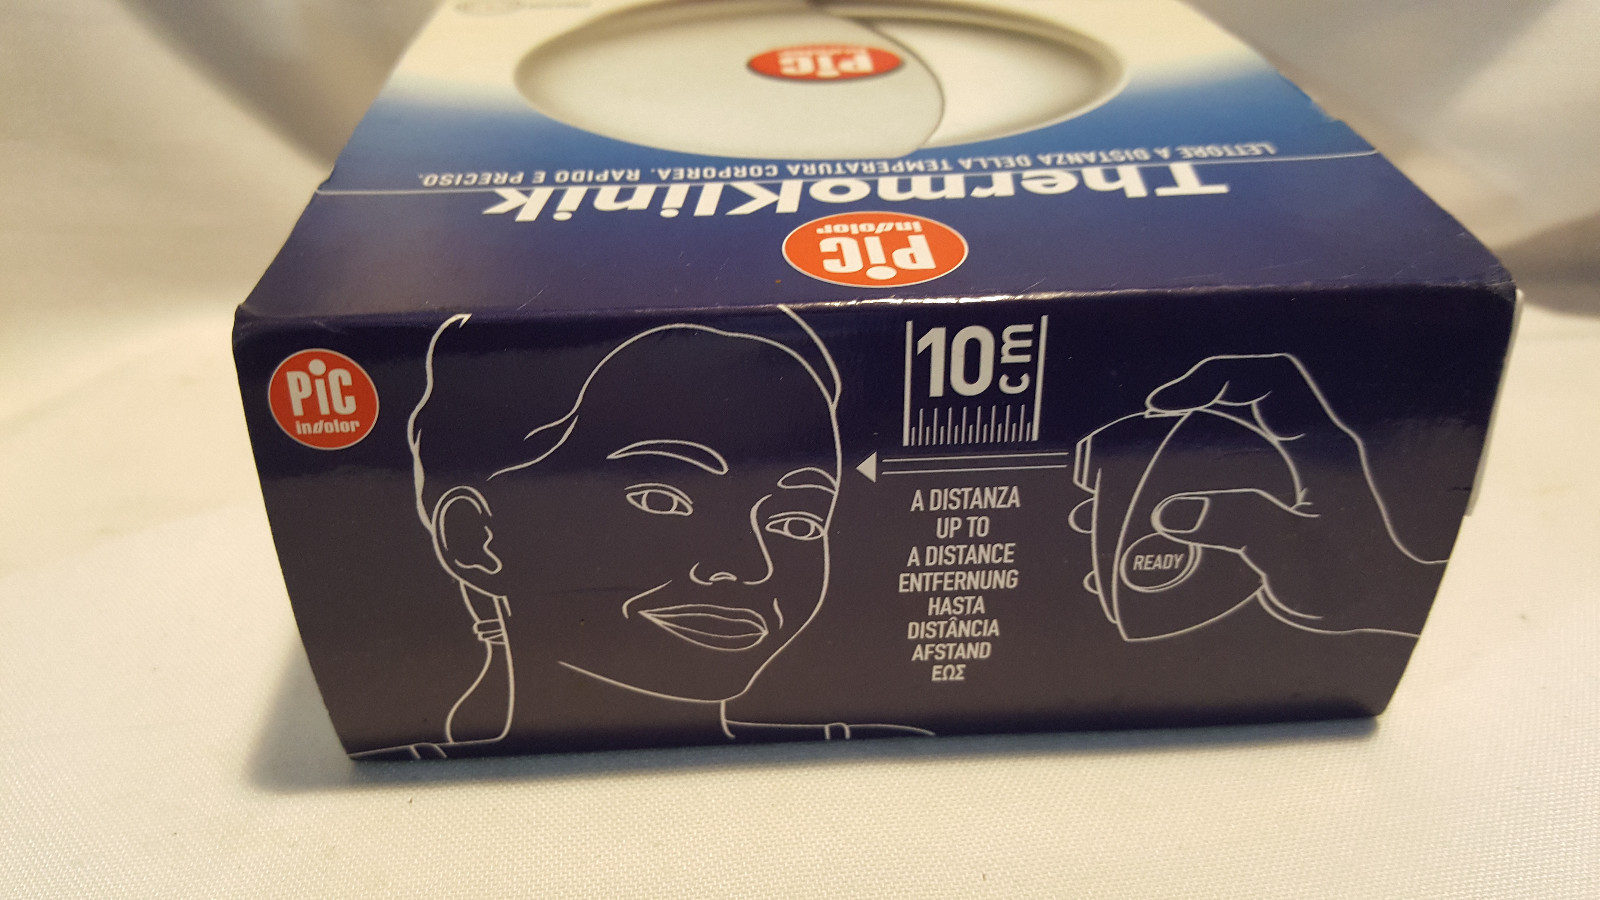 PiC
indolor
ThermoKlinik
LETTORE A DISTANZA DELLA TEMPERATURA CORPOREA. RAPIDO E PRECISO.
PiC
PiC
indolor
10 cm
A DISTANZA
UP TO
A DISTANCE
ENTFERNUNG
HASTA
DISTÂNCIA
AFSTAND
ΕΩΣ
READY